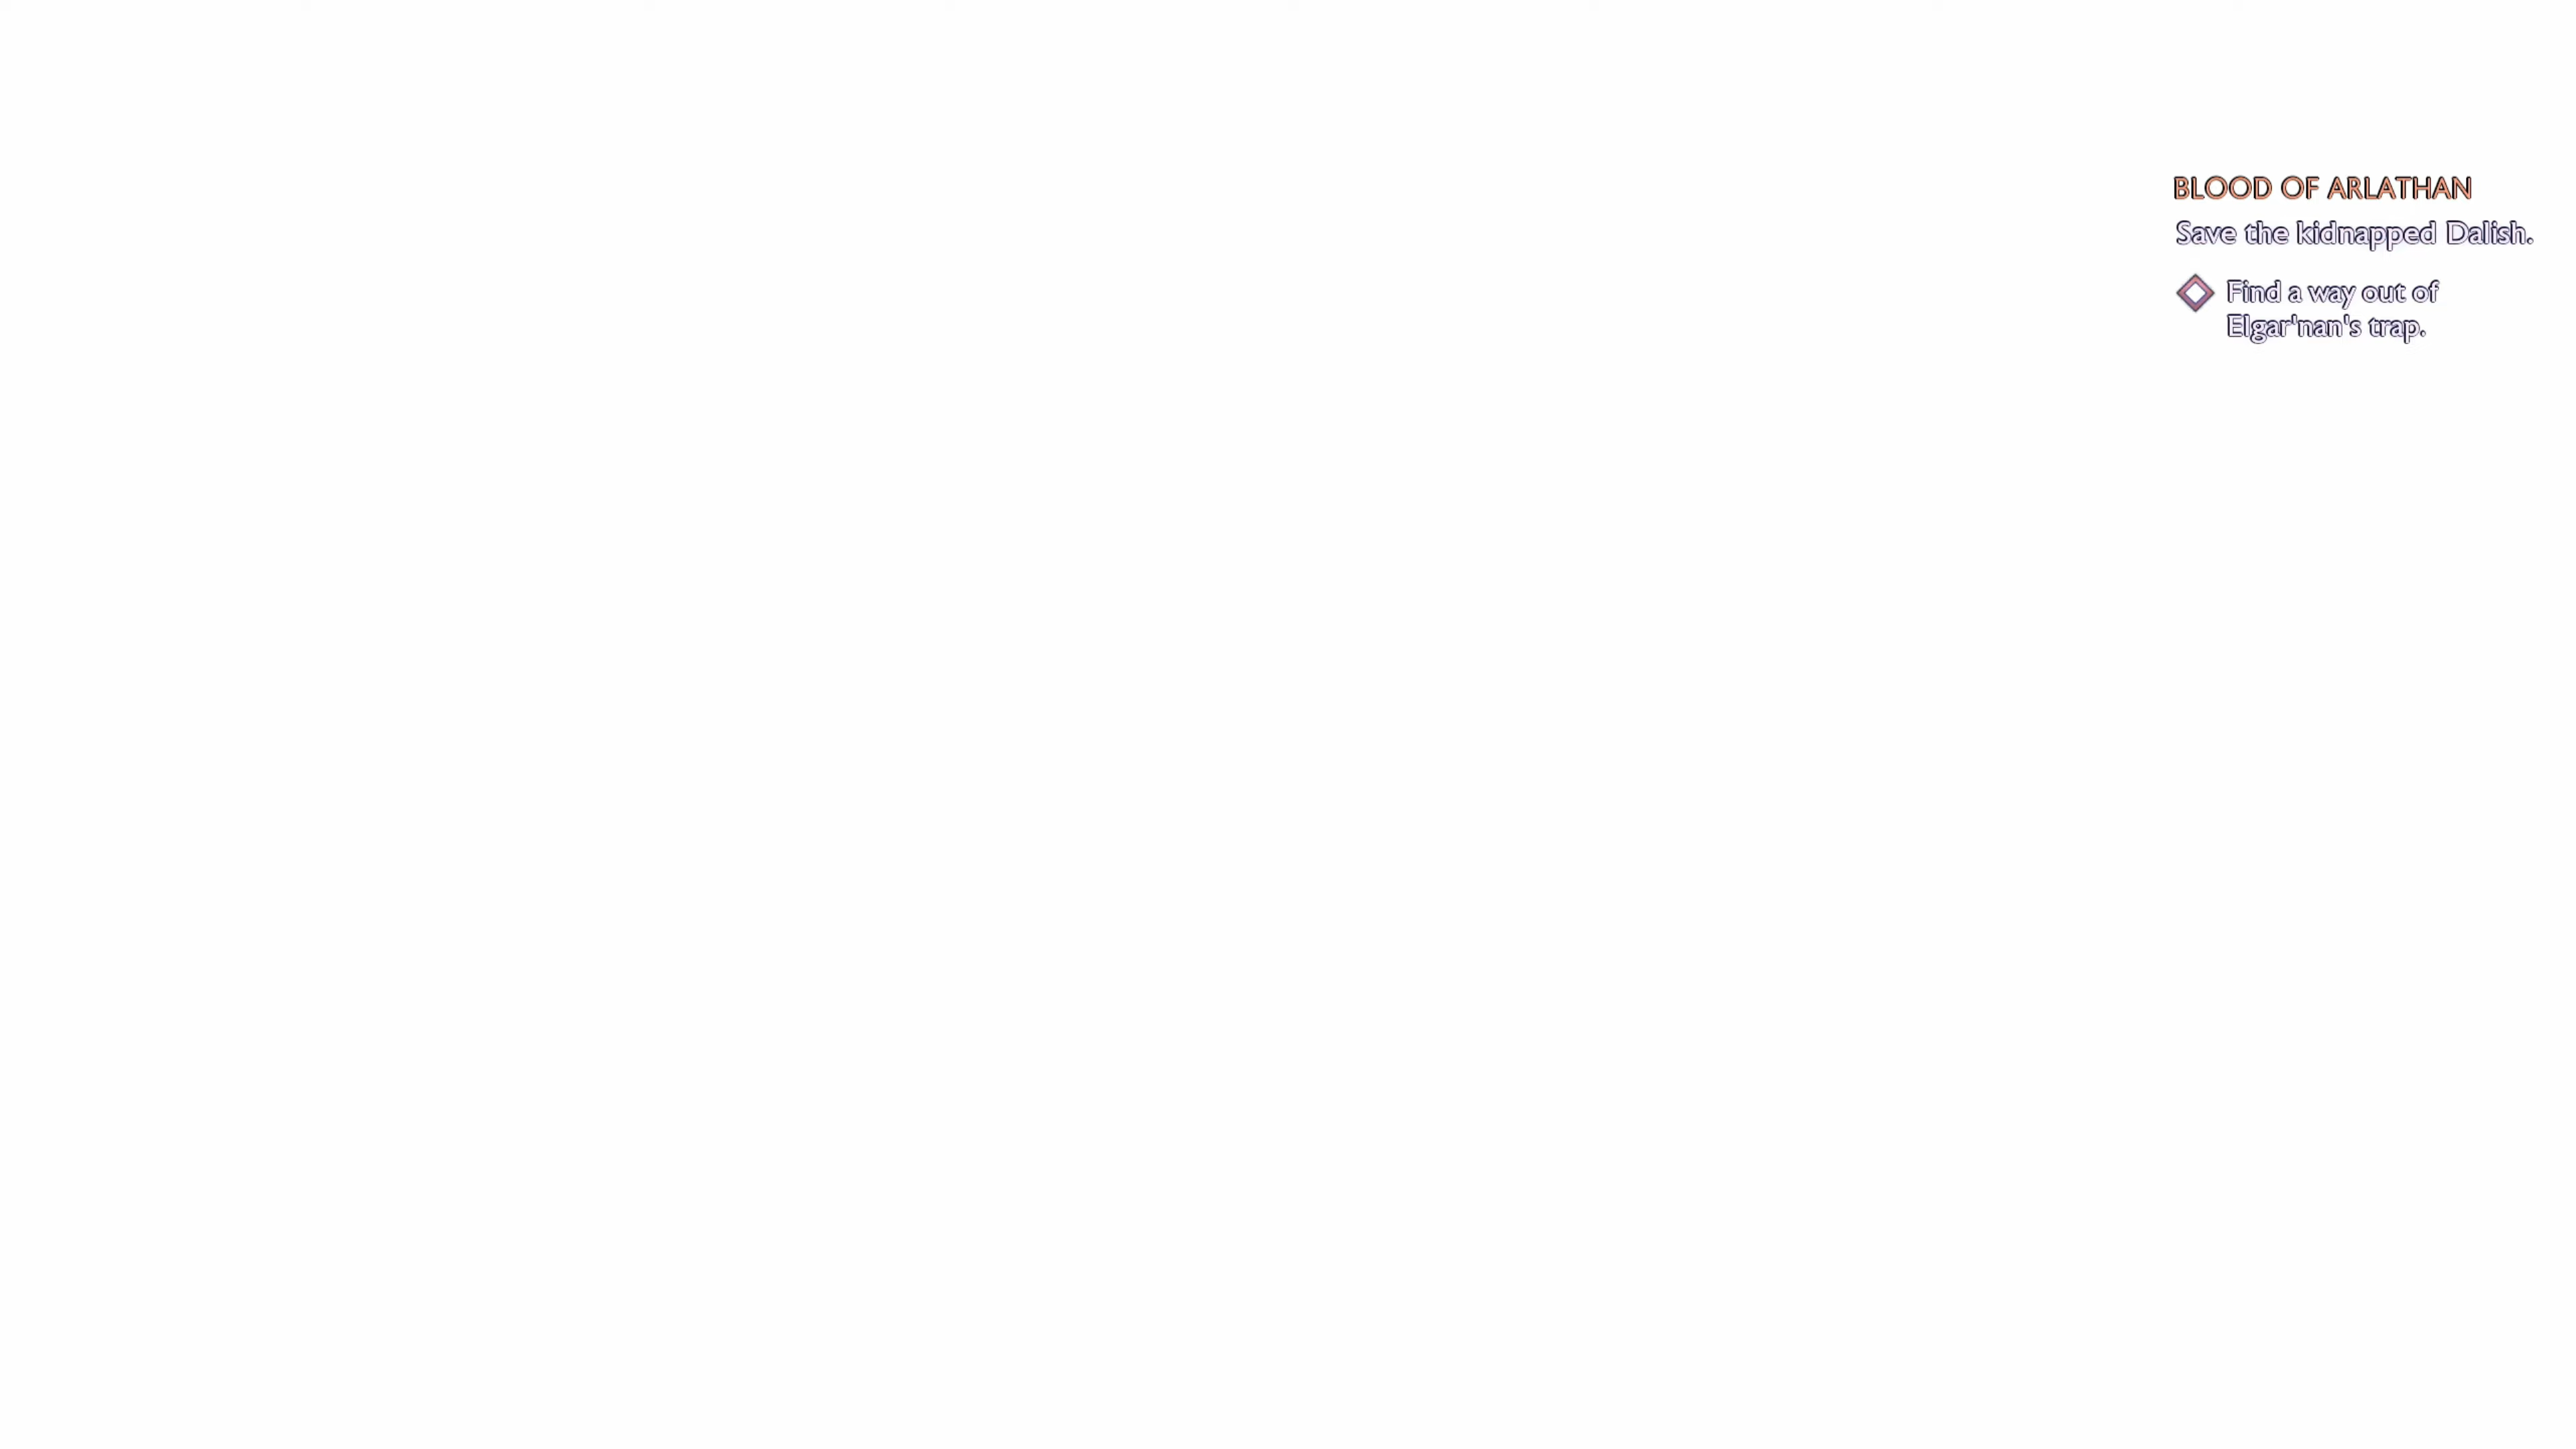 BLOOD OF ARLATHAN
Save the kidnapped Dalish.
Find a way out of
Elgar'nan's trap.